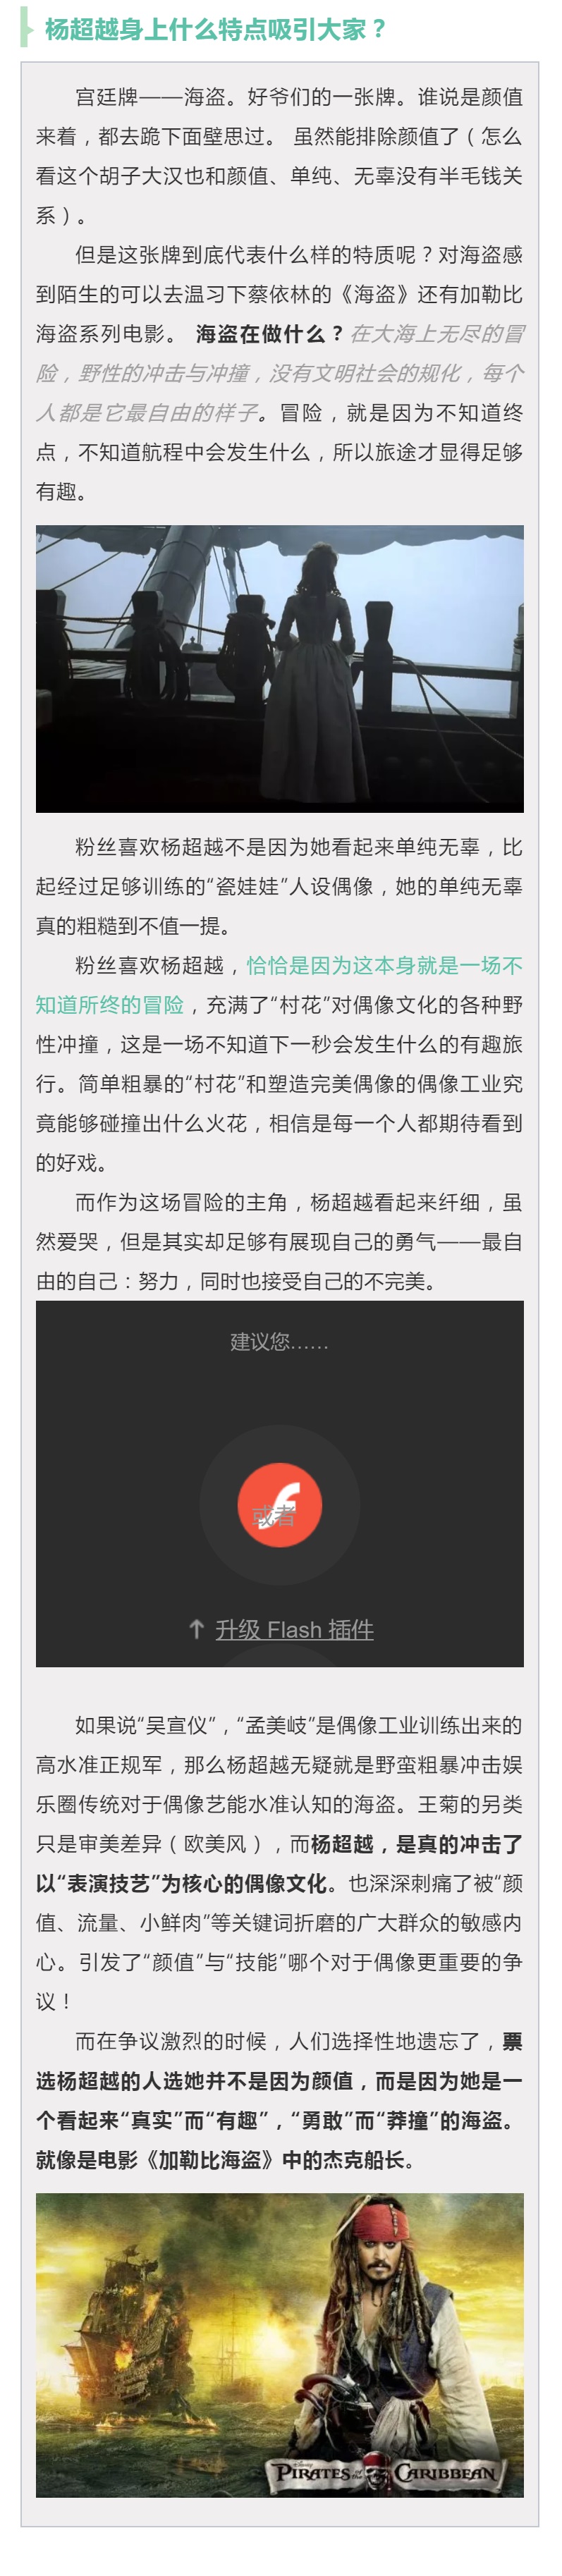 杨超越身上什么特点吸引大家？
宫廷牌——海盗。好爷们的一张牌。谁说是颜值
来着，都去跪下面壁思过。 虽然能排除颜值了（怎么
看这个胡子大汉也和颜值、单纯、无辜没有半毛钱关
系）。
但是这张牌到底代表什么样的特质呢？对海盗感
到陌生的可以去温习下蔡依林的《海盗》还有加勒比
海盗系列电影。 海盗在做什么？在大海上无尽的冒
险，野性的冲击与冲撞，没有文明社会的规化，每个
人都是它最自由的样子。冒险，就是因为不知道终
点，不知道航程中会发生什么，所以旅途才显得足够
有趣。
粉丝喜欢杨超越不是因为她看起来单纯无辜，比
起经过足够训练的“瓷娃娃”人设偶像，她的单纯无辜
真的粗糙到不值一提。
粉丝喜欢杨超越，恰恰是因为这本身就是一场不
知道所终的冒险，充满了“村花”对偶像文化的各种野
性冲撞，这是一场不知道下一秒会发生什么的有趣旅
行。简单粗暴的“村花”和塑造完美偶像的偶像工业究
竟能够碰撞出什么火花，相信是每一个人都期待看到
的好戏。
而作为这场冒险的主角，杨超越看起来纤细，虽
然爱哭，但是其实却足够有展现自己的勇气——最自
由的自己：努力，同时也接受自己的不完美。
建议您……
或者
↑ 升级 Flash 插件
如果说“吴宣仪”，“孟美岐”是偶像工业训练出来的
高水准正规军，那么杨超越无疑就是野蛮粗暴冲击娱
乐圈传统对于偶像艺能水准认知的海盗。王菊的另类
只是审美差异（欧美风），而杨超越，是真的冲击了
以“表演技艺”为核心的偶像文化。也深深刺痛了被“颜
值、流量、小鲜肉”等关键词折磨的广大群众的敏感内
心。引发了“颜值”与“技能”哪个对于偶像更重要的争
议！
而在争议激烈的时候，人们选择性地遗忘了，票
选杨超越的人选她并不是因为颜值，而是因为她是一
个看起来“真实”而“有趣”，“勇敢”而“莽撞”的海盗。
就像是电影《加勒比海盗》中的杰克船长。
Disney
PIRATES of the CARIBBEAN